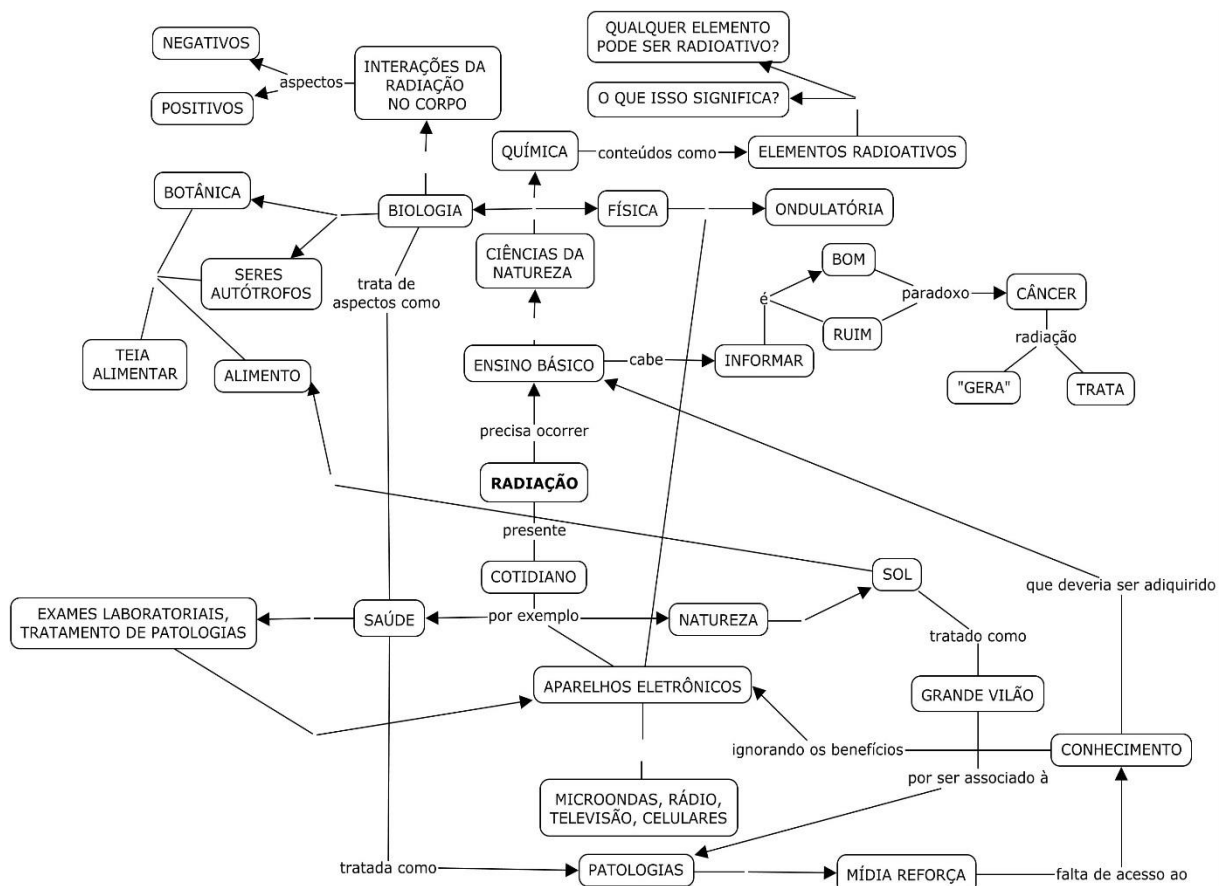 QUALQUER ELEMENTO
PODE SER RADIOATIVO?
NEGATIVOS
aspectos
INTERAÇÕES DA
RADIAÇÃO
NO CORPO
POSITIVOS
O QUE ISSO SIGNIFICA?
QUÍMICA
conteúdos como
ELEMENTOS RADIOATIVOS
BOTÂNICA
BIOLOGIA
FÍSICA
ONDULATÓRIA
CIÊNCIAS DA
NATUREZA
SERES
AUTÓTROFOS
trata de
aspectos como
BOM
é
paradoxo
CÂNCER
RUIM
radiação
TEIA
ALIMENTAR
ALIMENTO
ENSINO BÁSICO
cabe
INFORMAR
"GERA"
TRATA
precisa ocorrer
RADIAÇÃO
presente
COTIDIANO
SOL
que deveria ser adiquirido
EXAMES LABORATORIAIS,
TRATAMENTO DE PATOLOGIAS
SAÚDE
por exemplo
NATUREZA
tratado como
APARELHOS ELETRÔNICOS
GRANDE VILÃO
ignorando os benefícios
CONHECIMENTO
por ser associado à
MICROONDAS, RÁDIO,
TELEVISÃO, CELULARES
tratada como
PATOLOGIAS
MÍDIA REFORÇA
falta de acesso ao